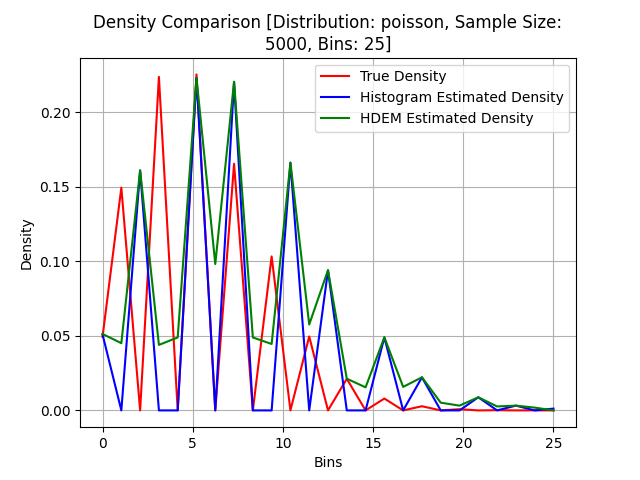 Density Comparison [Distribution: poisson, Sample Size:
5000, Bins: 25]
True Density
Histogram Estimated Density
HDEM Estimated Density
Density
0.20
0.15
0.10
0.05
0.00
0 5 10 15 20 25
Bins